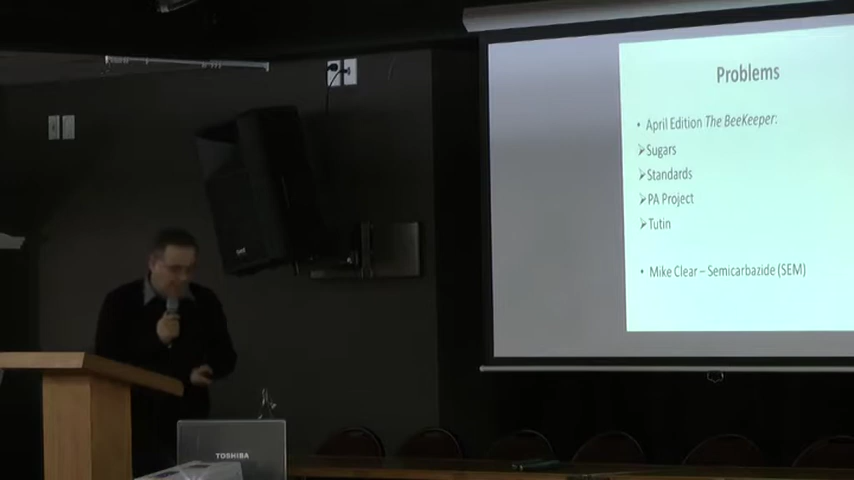 Problems
• April Edition The BeeKeeper:
➢Sugars
➢Standards
➢PA Project
➢Tutin
• Mike Clear – Semicarbazide (SEM)
TOSHIBA